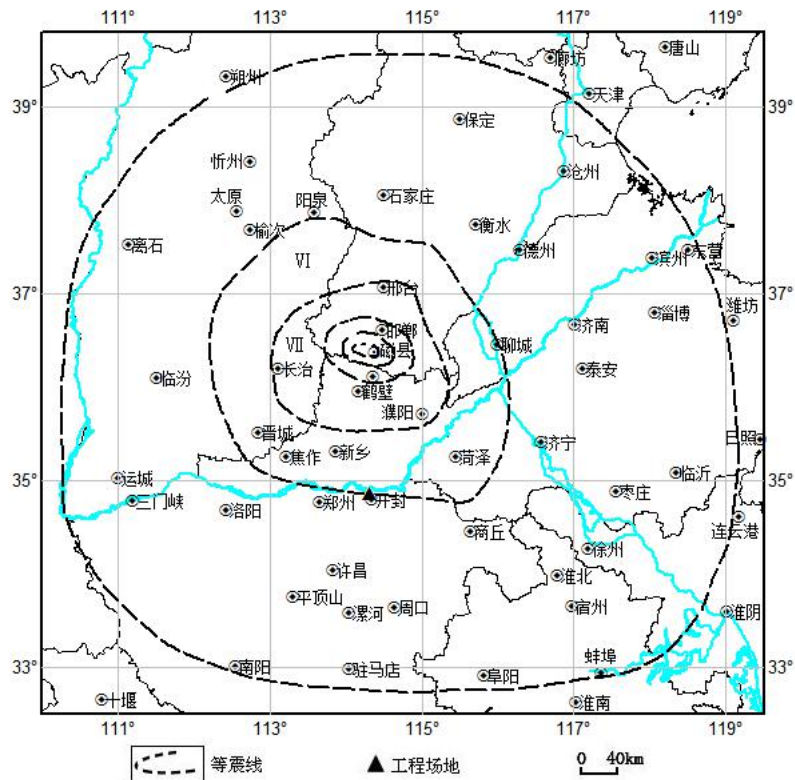 111° 113° 115° 117° 119°
廊坊 唐山
朔州
39° 天津 39°
保定
忻州 沧州
太原 阳泉 石家庄
榆次 衡水
离石 德州 滨州 东营
VI
37° 邢台 淄博 潍坊 37°
邯郸 济南
VII 磁县 聊城
长治 泰安
临汾
鹤壁
濮阳
晋城 济宁 日照
焦作 新乡 菏泽
35° 运城 临沂 35°
三门峡 枣庄
洛阳 郑州 开封 连云港
商丘 徐州
许昌 淮北
平顶山 漯河 周口 宿州 淮阴
33° 南阳 驻马店 阜阳 蚌埠 33°
十堰 淮南
111° 113° 115° 117° 119°
等震线 工程场地 0 40km